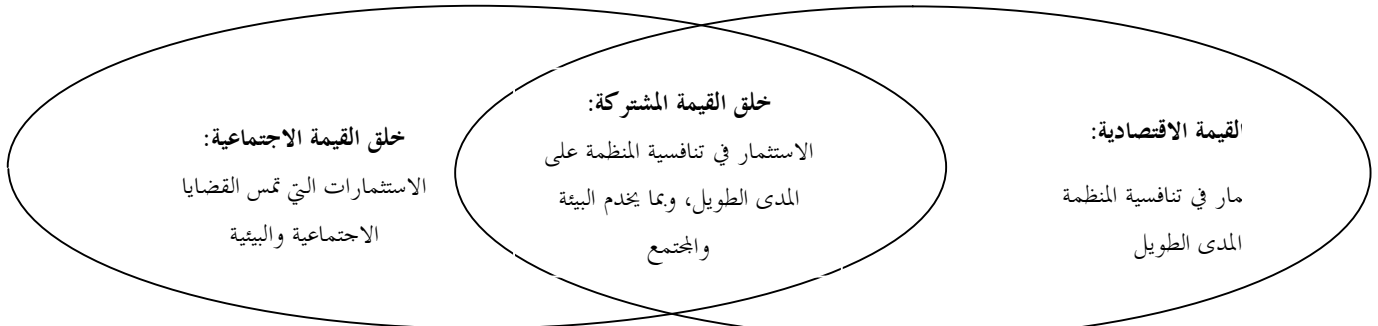 القيمة الاقتصادية:
مار في تنافسية المنظمة
المدى الطويل
خلق القيمة المشتركة:
الاستثمار في تنافسية المنظمة على
المدى الطويل، وبما يخدم البيئة
والمجتمع
خلق القيمة الاجتماعية:
الاستثمارات التي تمس القضايا
الاجتماعية والبيئية